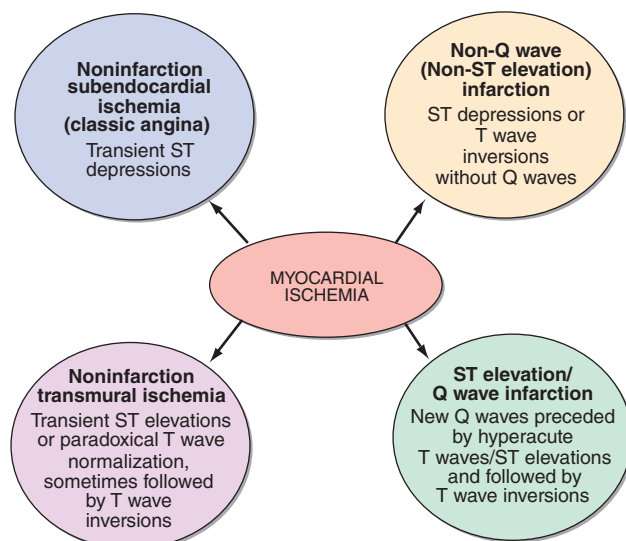 Noninfarction
subendocardial
ischemia
(classic angina)
Transient ST
depressions
Non-Q wave
(Non-ST elevation)
infarction
ST depressions or
T wave
inversions
without Q waves
MYOCARDIAL
ISCHEMIA
Noninfarction
transmural ischemia
Transient ST elevations
or paradoxical T wave
normalization,
sometimes followed
by T wave
inversions
ST elevation/
Q wave infarction
New Q waves preceded
by hyperacute
T waves/ST elevations
and followed by
T wave inversions